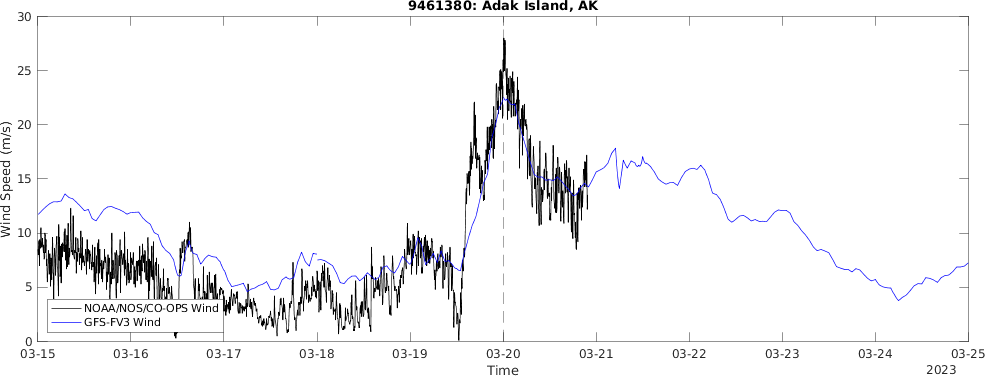 9461380: Adak Island, AK
30
25
20
15
10
5
0
Wind Speed (m/s)
NOAA/NOS/CO-OPS Wind
GFS-FV3 Wind
03-15 03-16 03-17 03-18 03-19 03-20 03-21 03-22 03-23 03-24 03-25
Time
2023